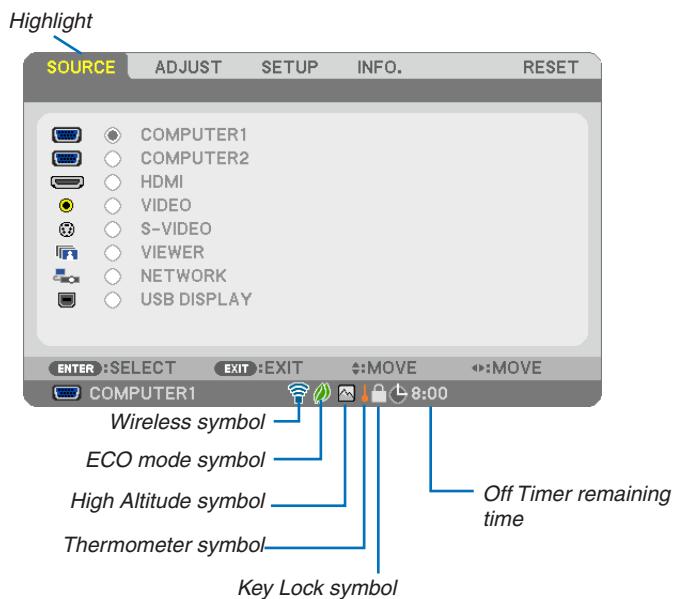 Highlight
SOURCE ADJUST SETUP INFO. RESET
COMPUTER1
COMPUTER2
HDMI
VIDEO
S-VIDEO
VIEWER
NETWORK
USB DISPLAY
ENTER :SELECT EXIT :EXIT :MOVE :MOVE
COMPUTER1 8:00
Wireless symbol
ECO mode symbol
High Altitude symbol
Off Timer remaining
time
Thermometer symbol
Key Lock symbol